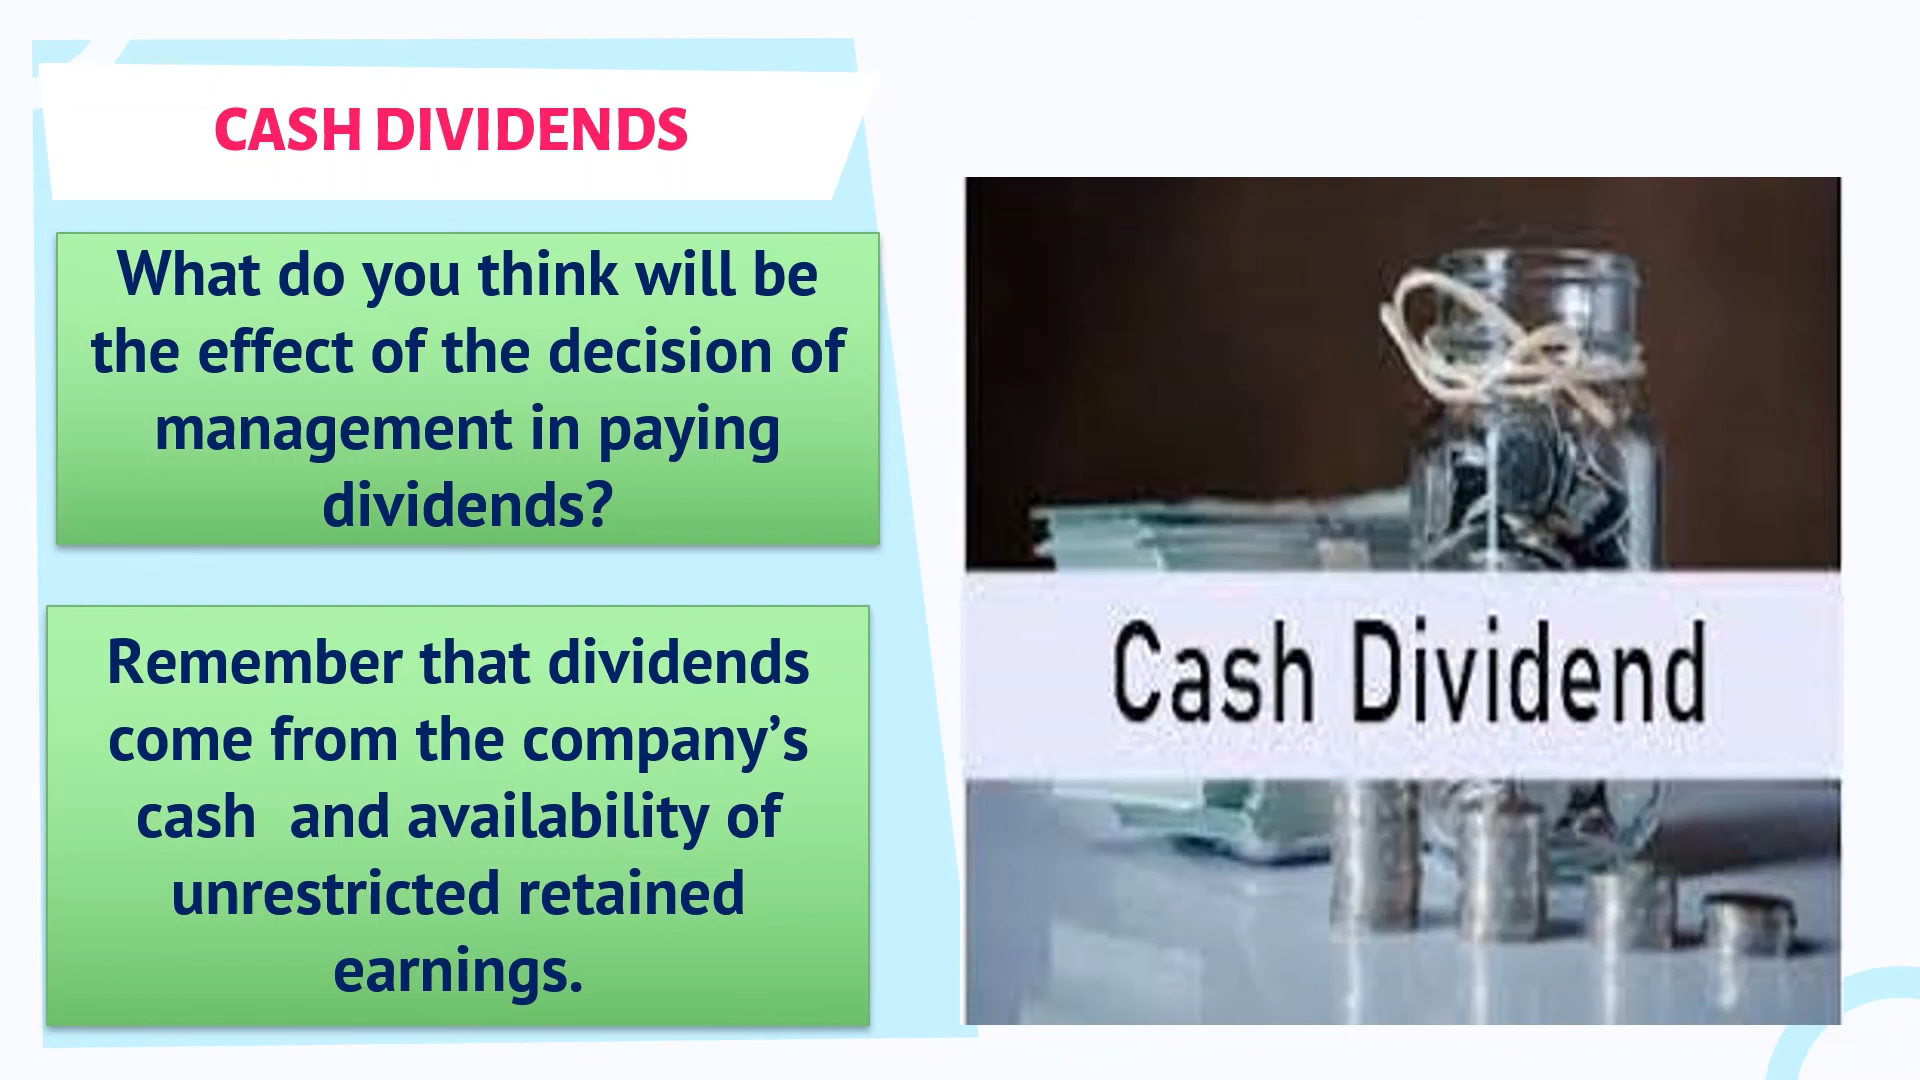 CASH DIVIDENDS
What do you think will be
the effect of the decision of
management in paying
dividends?
Remember that dividends
come from the company’s
cash  and availability of
unrestricted retained
earnings.
Cash Dividend